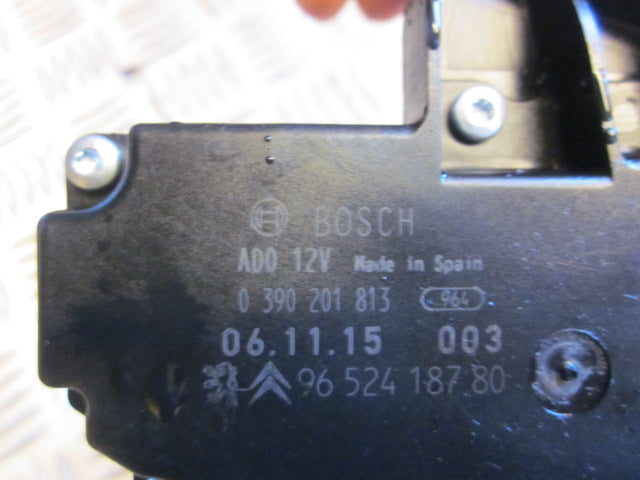 BOSCH
ADO 12V Made in Spain
0 390 201 813 964
06.11.15 003
96 524 187 80